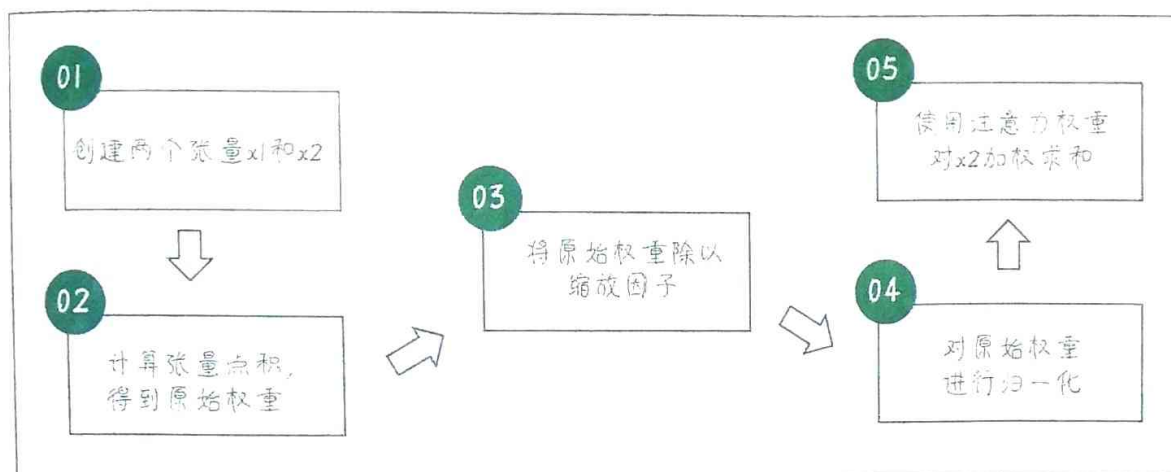 01
创建两个张量x1和x2
02
计算张量点积,
得到原始权重
03
将原始权重除以
缩放因子
04
对原始权重
进行归一化
05
使用注意力权重
对x2加权求和